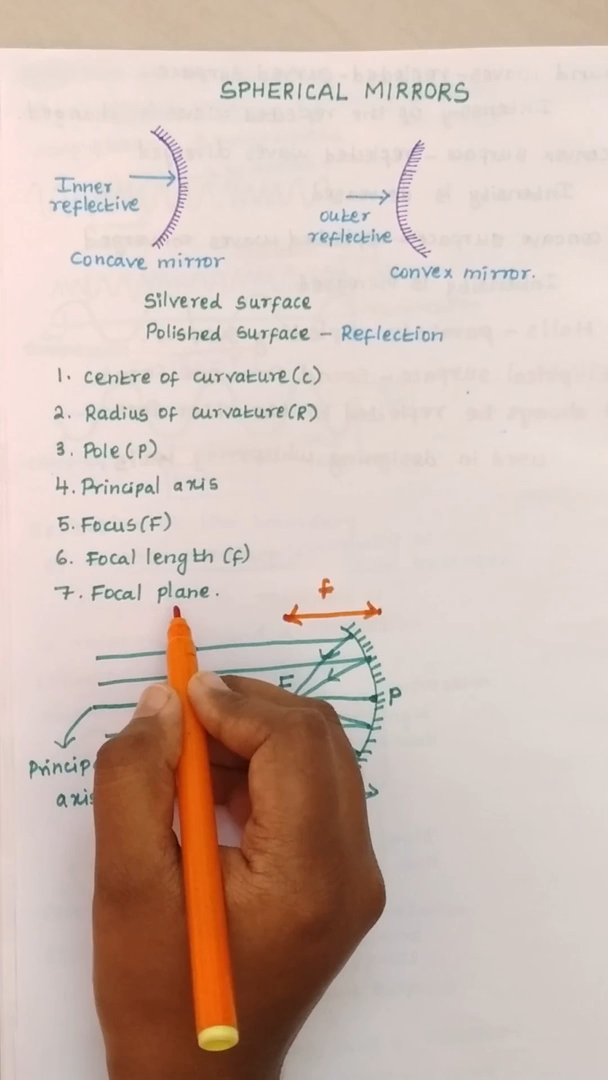 SPHERICAL MIRRORS
Inner
reflective
Concave mirror
outer
reflective
convex mirror.
Silvered surface
Polished surface - Reflection
1. centre of curvature (c)
2. Radius of curvature (R)
3. Pole (P)
4. Principal axis
5. Focus (F)
6. Focal length (f)
7. Focal plane.
f
F
P
axis